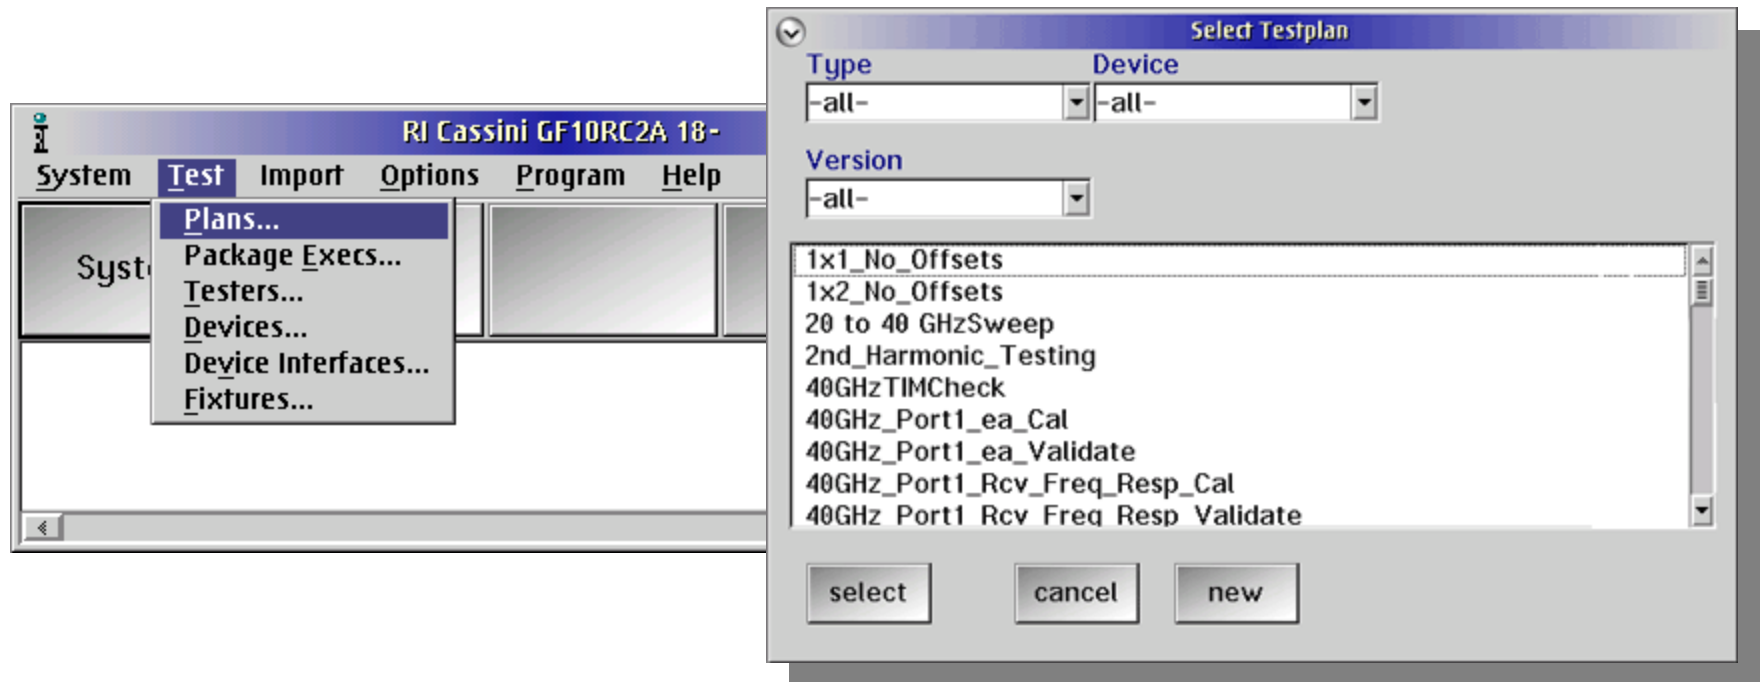 RI Cassini GF10RC2A 18-
System Test Import Options Program Help
Plans...
Package Execs...
Testers...
Devices...
Device Interfaces...
Fixtures...
Select Testplan
Type Device
-all- -all-
Version
-all-
1x1_No_Offsets
1x2_No_Offsets
20 to 40 GHzSweep
2nd_Harmonic_Testing
40GHzTIMCheck
40GHz_Port1_ea_Cal
40GHz_Port1_ea_Validate
40GHz_Port1_Rcv_Freq_Resp_Cal
40GHz_Port1_Rcv_Freq_Resp_Validate
select cancel new